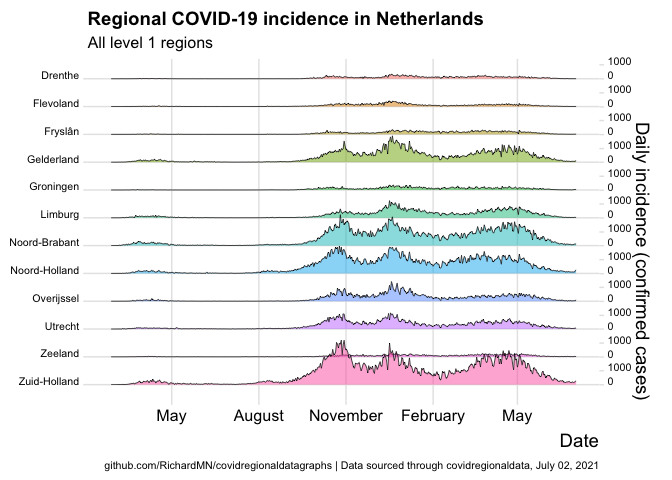 Regional COVID-19 incidence in Netherlands
All level 1 regions
Drenthe
Flevoland
Fryslân
Gelderland
Groningen
Limburg
Noord-Brabant
Noord-Holland
Overijssel
Utrecht
Zeeland
Zuid-Holland
1000
0
1000
0
1000
0
1000
0
1000
0
1000
0
1000
0
1000
0
1000
0
1000
0
1000
0
1000
0
Daily incidence (confirmed cases)
May August November February May
Date
github.com/RichardMN/covidregionaldatagraphs | Data sourced through covidregionaldata, July 02, 2021